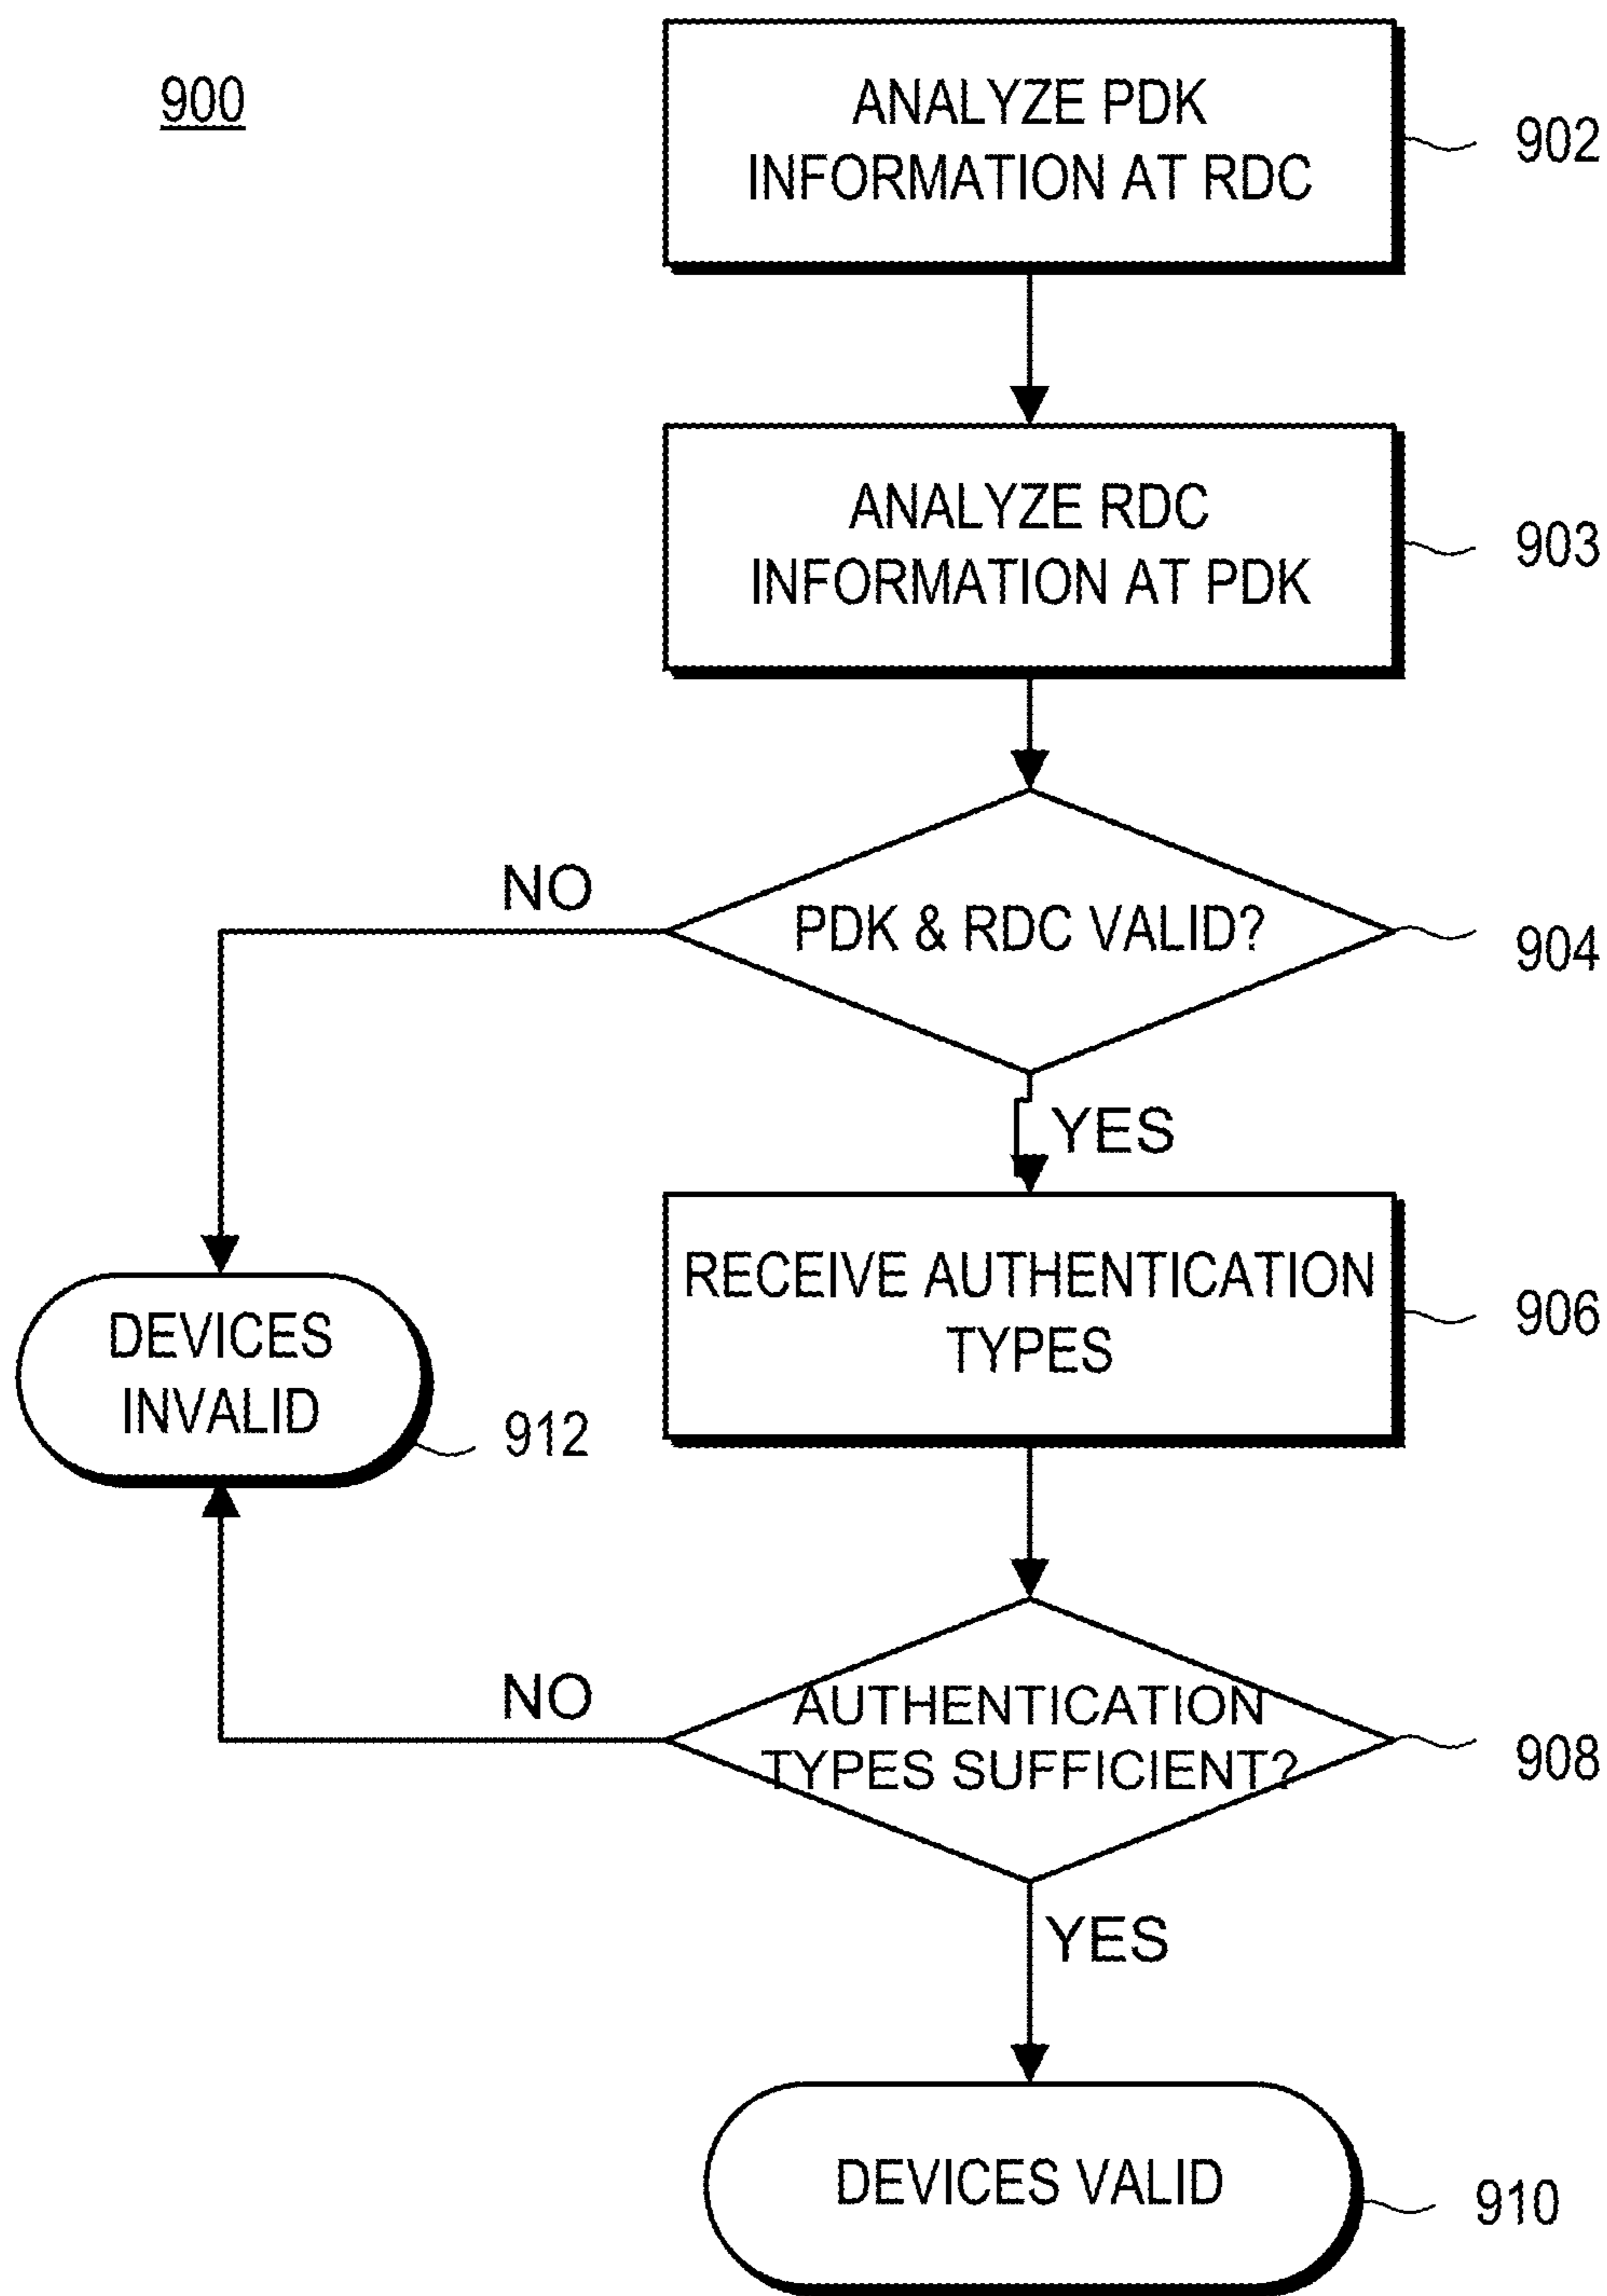 900
ANALYZE PDK
INFORMATION AT RDC
902
ANALYZE RDC
INFORMATION AT PDK
903
NO
PDK & RDC VALID?
904
YES
RECEIVE AUTHENTICATION
TYPES
906
DEVICES
INVALID
912
NO
AUTHENTICATION
TYPES SUFFICIENT?
908
YES
DEVICES VALID
910